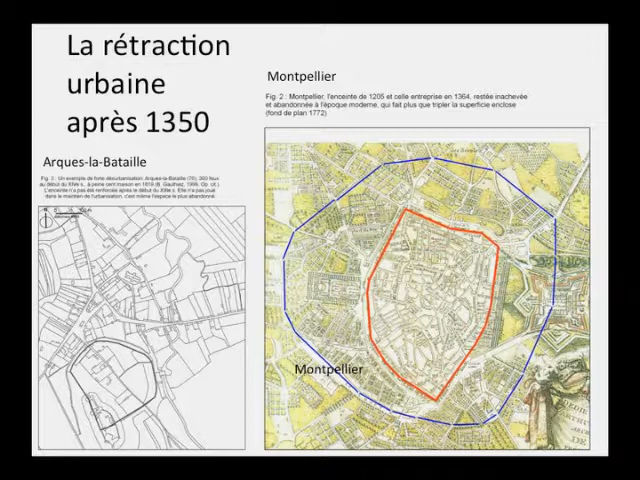 La rétraction
urbaine
après 1350
Montpellier
Fig. 2 : Montpellier, l'enceinte de 1205 et celle entreprise en 1364, restée inachevée
et abandonnée à l'époque moderne, qui fait plus que tripler la superficie enclose
(fond de plan 1772)
Arques-la-Bataille
Fig. 3 : Un exemple de forte désurbanisation: Arques-la-Bataille (76), 360 feux
au début du XIVe s., à peine cent maison en 1819 (B. Gauthiez, 1999, Op. cit.).
L'enceinte n'a pas été renforcée après le début du XIIIe s. Elle n'a pas joué
dans le maintien de l'urbanisation, c'est même l'espace le plus abandonné.
Montpellier